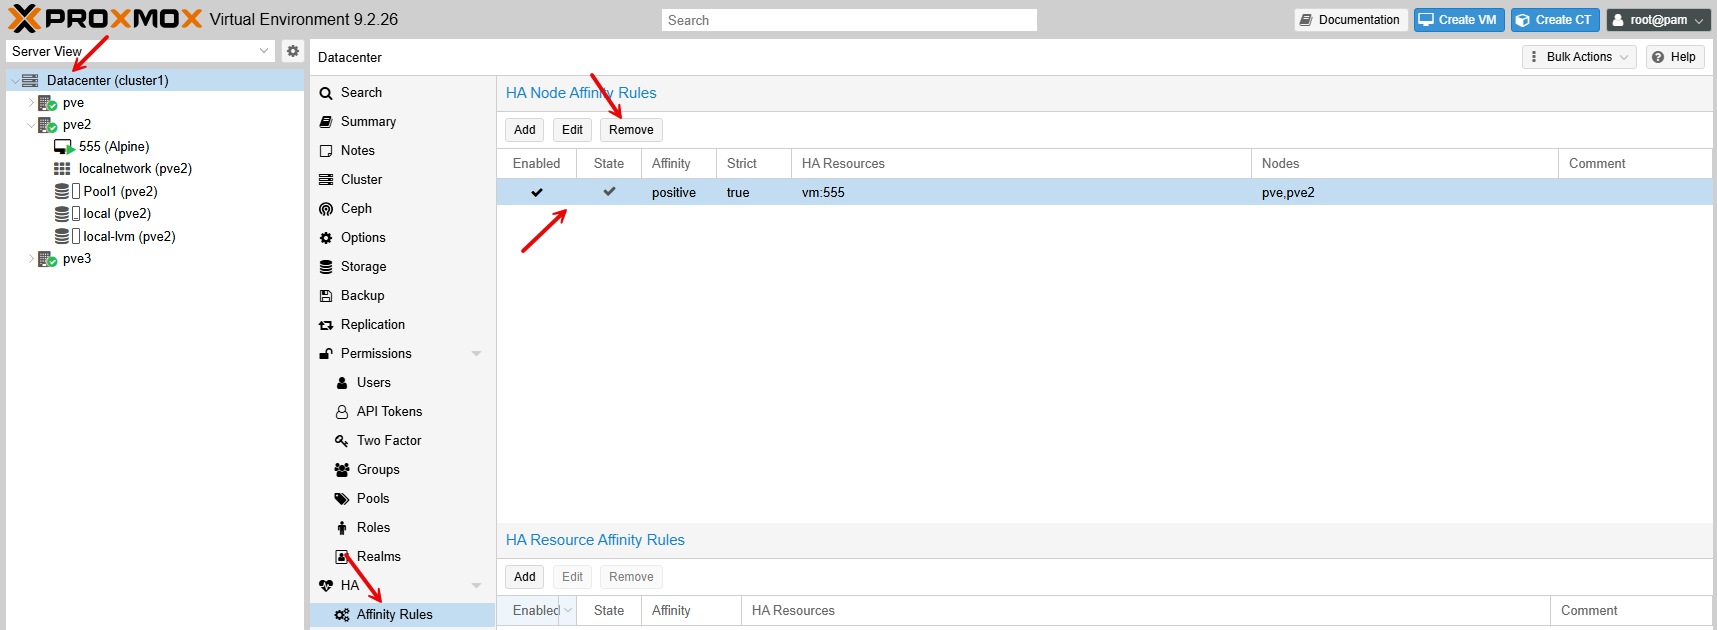 PROXMOX Virtual Environment 9.2.26
Search
Documentation
Create VM
Create CT
root@pam
Server View
Datacenter (cluster1)
pve
pve2
555 (Alpine)
localnetwork (pve2)
Pool1 (pve2)
local (pve2)
local-lvm (pve2)
pve3
Datacenter
Bulk Actions
Help
Search
Summary
Notes
Cluster
Ceph
Options
Storage
Backup
Replication
Permissions
Users
API Tokens
Two Factor
Groups
Pools
Roles
Realms
HA
Affinity Rules
HA Node Affinity Rules
Add Edit Remove
Enabled State Affinity Strict HA Resources Nodes Comment
positive true vm:555 pve,pve2
HA Resource Affinity Rules
Add Edit Remove
Enabled State Affinity HA Resources Comment